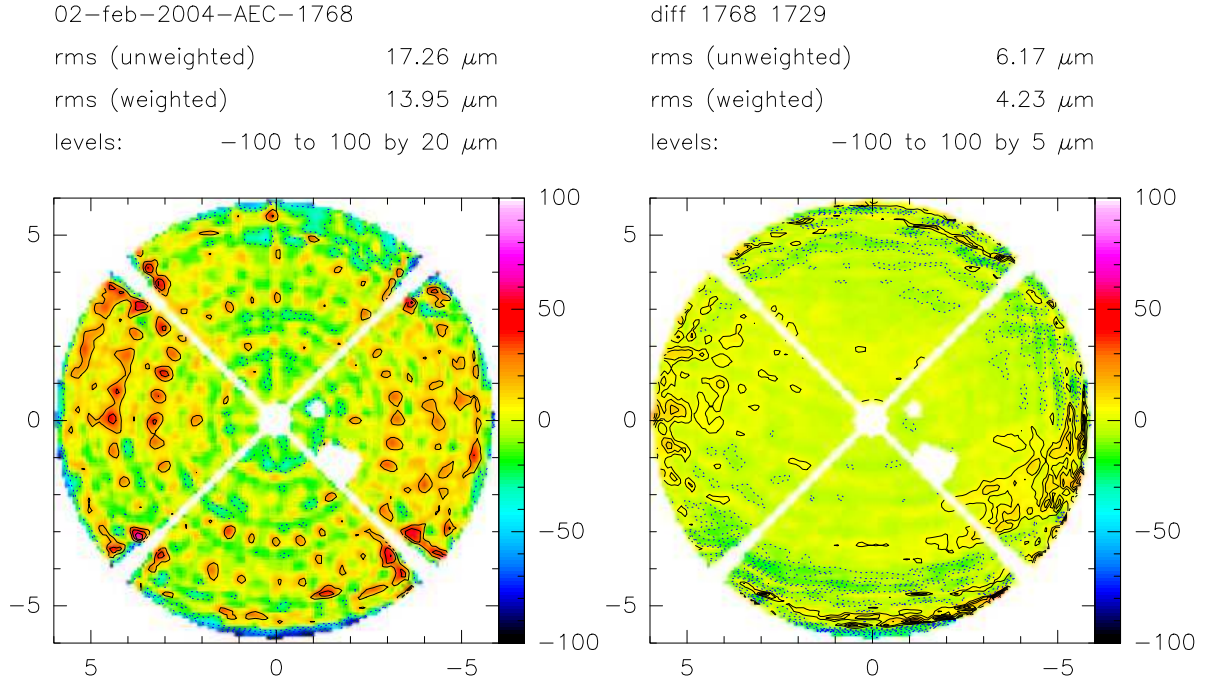 02-feb-2004-AEC-1768
rms (unweighted) 17.26 μm
rms (weighted) 13.95 μm
levels: -100 to 100 by 20 μm
100
50
0
-50
-100
5
0
-5
5 0 -5
diff 1768 1729
rms (unweighted) 6.17 μm
rms (weighted) 4.23 μm
levels: -100 to 100 by 5 μm
100
50
0
-50
-100
5
0
-5
5 0 -5